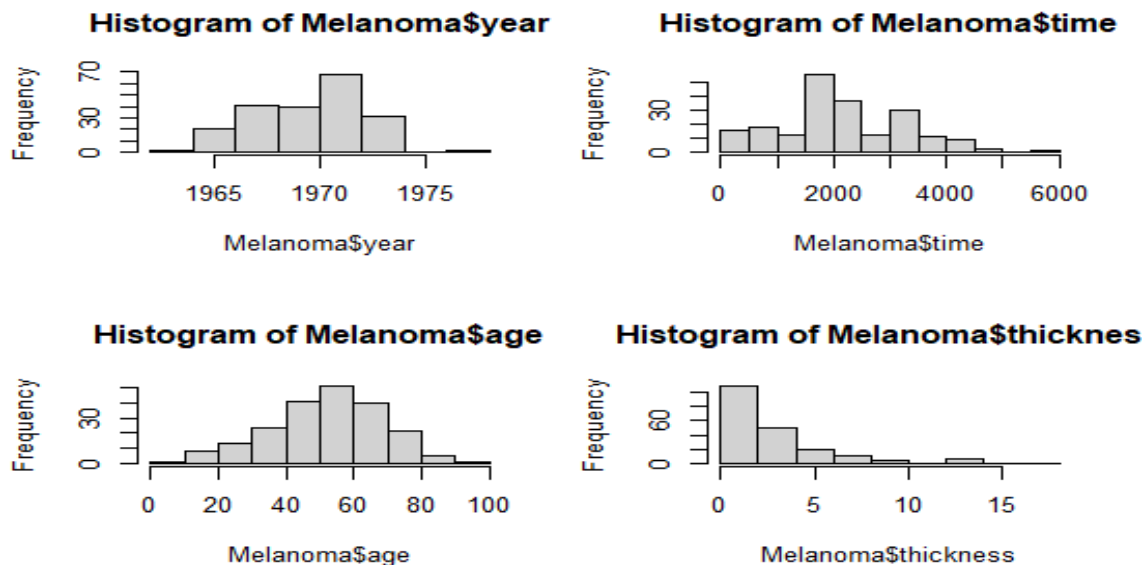 Histogram of Melanoma$year
Frequency
0 30 70
1965 1970 1975
Melanoma$year
Histogram of Melanoma$time
Frequency
0 30
0 2000 4000 6000
Melanoma$time
Histogram of Melanoma$age
Frequency
0 30
0 20 40 60 80 100
Melanoma$age
Histogram of Melanoma$thicknes
Frequency
0 60
0 5 10 15
Melanoma$thickness